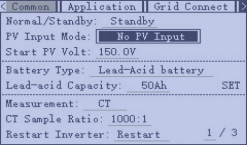 < Common Application Grid Connect >
Normal/Standby: Standby
PV Input Mode: No PV Input
Start PV Volt: 150.0V
Battery Type: Lead-Acid battery
Lead-acid Capacity: 50Ah SET
Measurement: CT
CT Sample Ratio: 1000:1
Restart Inverter: Restart 1 / 3